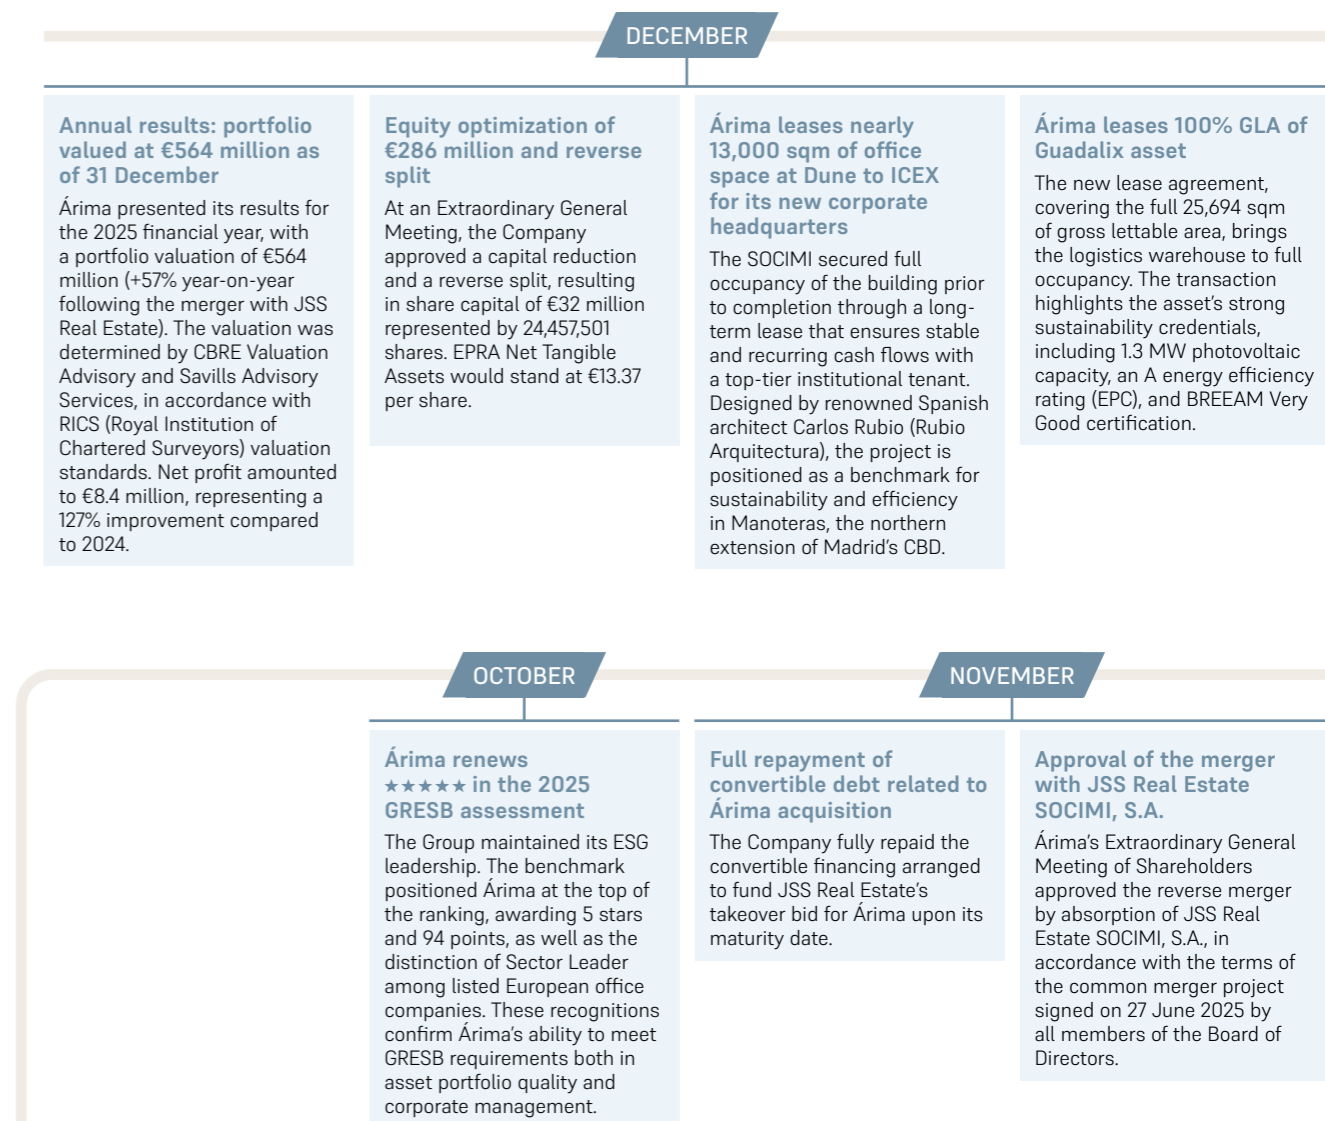 DECEMBER
Annual results: portfolio
valued at €564 million as
of 31 December
Árima presented its results for
the 2025 financial year, with
a portfolio valuation of €564
million (+57% year-on-year
following the merger with JSS
Real Estate). The valuation was
determined by CBRE Valuation
Advisory and Savills Advisory
Services, in accordance with
RICS (Royal Institution of
Chartered Surveyors) valuation
standards. Net profit amounted
to €8.4 million, representing a
127% improvement compared
to 2024.
Equity optimization of
€286 million and reverse
split
At an Extraordinary General
Meeting, the Company
approved a capital reduction
and a reverse split, resulting
in share capital of €32 million
represented by 24,457,501
shares. EPRA Net Tangible
Assets would stand at €13.37
per share.
Árima leases nearly
13,000 sqm of office
space at Dune to ICEX
for its new corporate
headquarters
The SOCIMI secured full
occupancy of the building prior
to completion through a long-
term lease that ensures stable
and recurring cash flows with
a top-tier institutional tenant.
Designed by renowned Spanish
architect Carlos Rubio (Rubio
Arquitectura), the project is
positioned as a benchmark for
sustainability and efficiency
in Manoteras, the northern
extension of Madrid's CBD.
Árima leases 100% GLA of
Guadalix asset
The new lease agreement,
covering the full 25,694 sqm
of gross lettable area, brings
the logistics warehouse to full
occupancy. The transaction
highlights the asset's strong
sustainability credentials,
including 1.3 MW photovoltaic
capacity, an A energy efficiency
rating (EPC), and BREEAM Very
Good certification.
OCTOBER
Árima renews
★★★★★ in the 2025
GRESB assessment
The Group maintained its ESG
leadership. The benchmark
positioned Árima at the top of
the ranking, awarding 5 stars
and 94 points, as well as the
distinction of Sector Leader
among listed European office
companies. These recognitions
confirm Árima's ability to meet
GRESB requirements both in
asset portfolio quality and
corporate management.
NOVEMBER
Full repayment of
convertible debt related to
Árima acquisition
The Company fully repaid the
convertible financing arranged
to fund JSS Real Estate's
takeover bid for Árima upon its
maturity date.
Approval of the merger
with JSS Real Estate
SOCIMI, S.A.
Árima's Extraordinary General
Meeting of Shareholders
approved the reverse merger
by absorption of JSS Real
Estate SOCIMI, S.A., in
accordance with the terms of
the common merger project
signed on 27 June 2025 by
all members of the Board of
Directors.